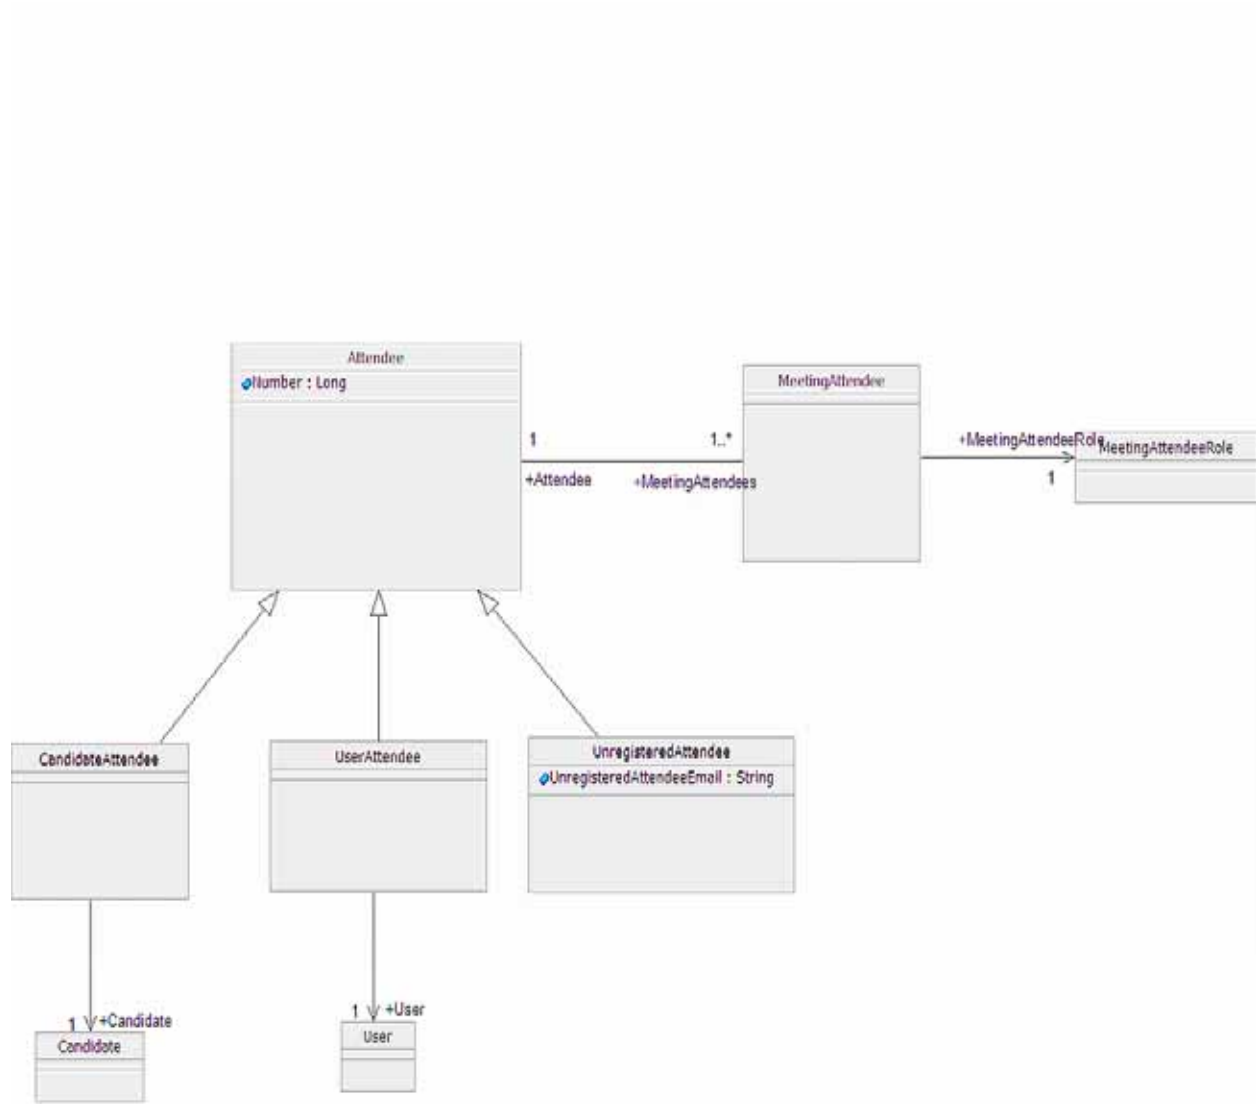 Attendee
Number : Long
MeetingAttendee
1
1..*
+Attendee
+MeetingAttendees
+MeetingAttendeeRole
MeetingAttendeeRole
1
CandidateAttendee
UserAttendee
UnregisteredAttendee
UnregisteredAttendeeEmail : String
1
+Candidate
Candidate
1
+User
User